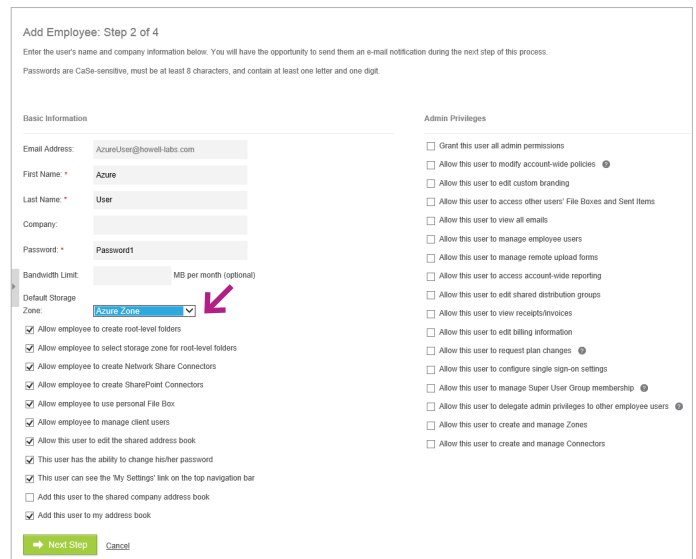 Add Employee: Step 2 of 4
Enter the user's name and company information below. You will have the opportunity to send them an e-mail notification during the next step of this process.
Passwords are CaSe-sensitive, must be at least 8 characters, and contain at least one letter and one digit.
Basic Information
Email Address: AzureUser@howell-labs.com
First Name: * Azure
Last Name: * User
Company:
Password: * Password1
Bandwidth Limit: MB per month (optional)
Default Storage
Zone: Azure Zone
Allow employee to create root-level folders
Allow employee to select storage zone for root-level folders
Allow employee to create Network Share Connectors
Allow employee to create SharePoint Connectors
Allow employee to use personal File Box
Allow employee to manage client users
Allow this user to edit the shared address book
This user has the ability to change his/her password
This user can see the 'My Settings' link on the top navigation bar
Add this user to the shared company address book
Add this user to my address book
Next Step Cancel
Admin Privileges
Grant this user all admin permissions
Allow this user to modify account-wide policies ?
Allow this user to edit custom branding
Allow this user to access other users' File Boxes and Sent Items
Allow this user to view all emails
Allow this user to manage employee users
Allow this user to manage remote upload forms
Allow this user to access account-wide reporting
Allow this user to edit shared distribution groups
Allow this user to view receipts/invoices
Allow this user to edit billing information
Allow this user to request plan changes ?
Allow this user to configure single sign-on settings
Allow this user to manage Super User Group membership ?
Allow this user to delegate admin privileges to other employee users ?
Allow this user to create and manage Zones
Allow this user to create and manage Connectors